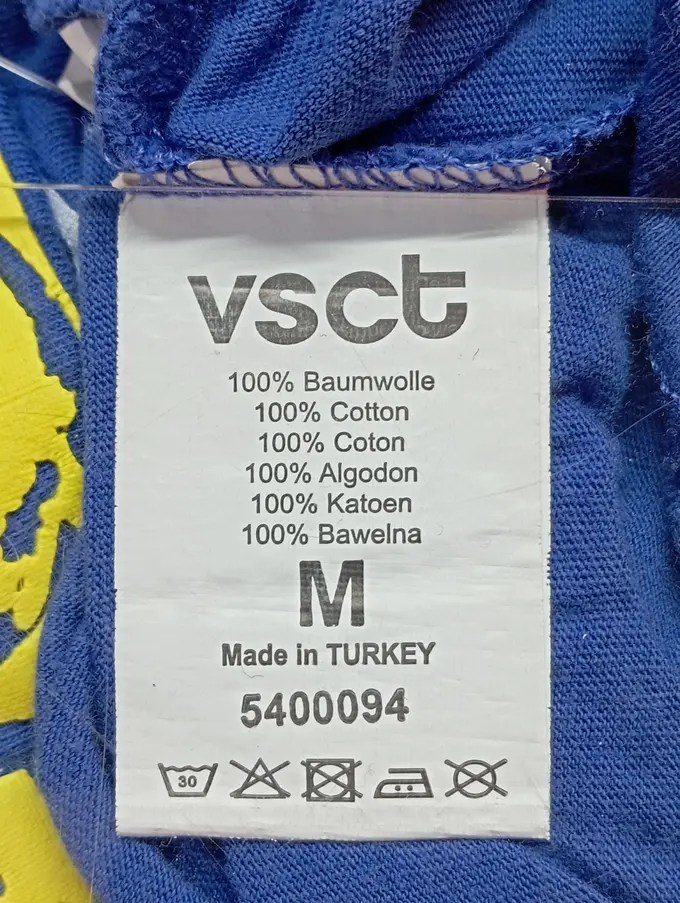 vsct
100% Baumwolle
100% Cotton
100% Coton
100% Algodon
100% Katoen
100% Bawelna
M
Made in TURKEY
5400094
30